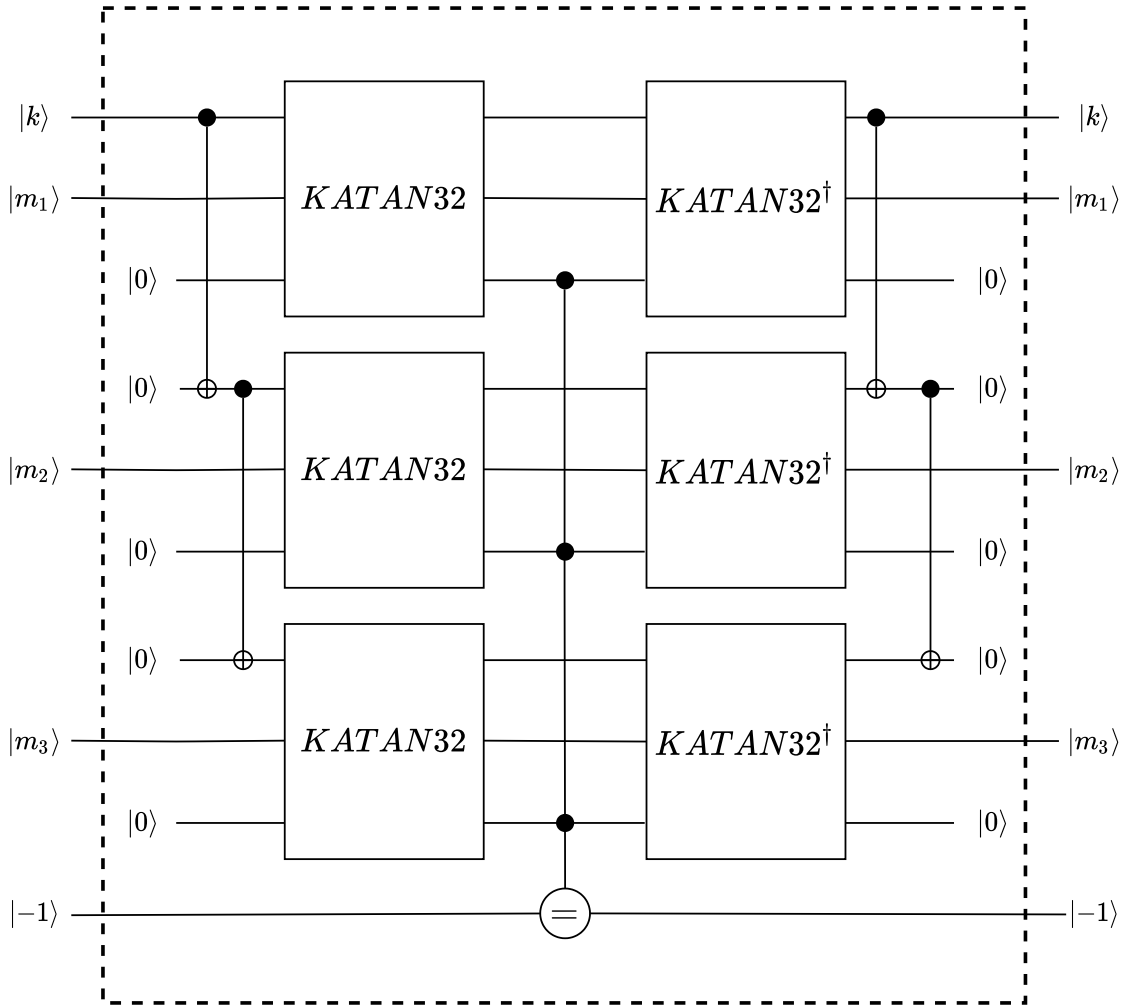 |k⟩ |k⟩
|m₁⟩ KATAN32 KATAN32† |m₁⟩
|0⟩ |0⟩
|0⟩ |0⟩
|m₂⟩ KATAN32 KATAN32† |m₂⟩
|0⟩ |0⟩
|0⟩ |0⟩
|m₃⟩ KATAN32 KATAN32† |m₃⟩
|0⟩ |0⟩
|−1⟩ = |−1⟩